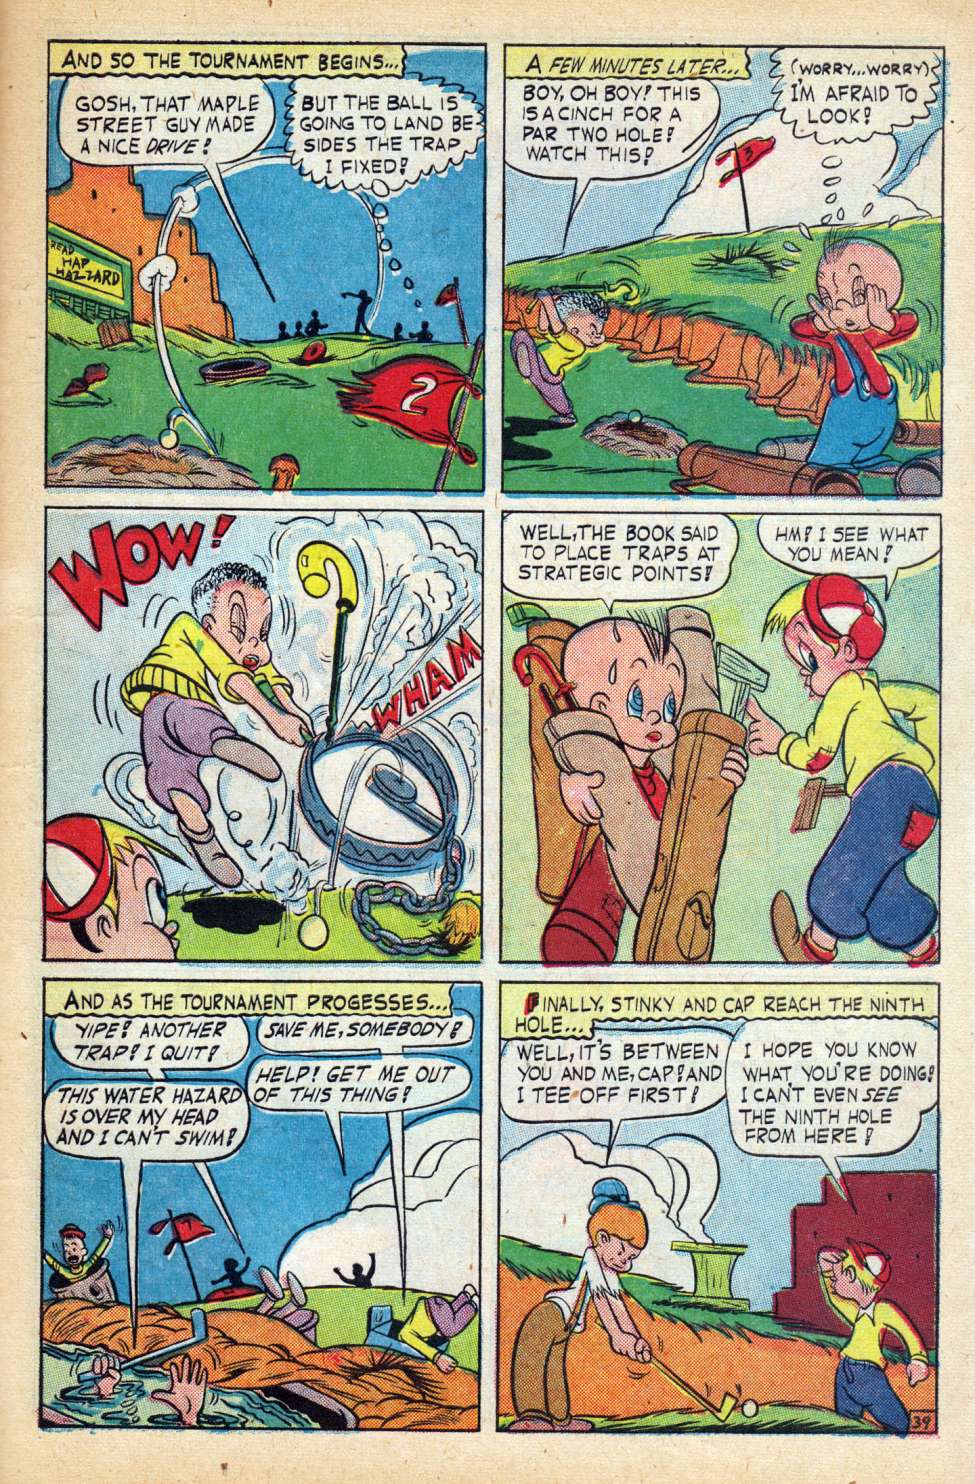 AND SO THE TOURNAMENT BEGINS...
GOSH, THAT MAPLE
STREET GUY MADE
A NICE DRIVE!
BUT THE BALL IS
GOING TO LAND BE-
SIDES THE TRAP
I FIXED!
READ
HAP
HAZZARD
2
A FEW MINUTES LATER...
BOY, OH BOY! THIS
IS A CINCH FOR A
PAR TWO HOLE!
WATCH THIS!
(WORRY...WORRY)
I'M AFRAID TO
LOOK!
3
WOW!
WHAM
WELL, THE BOOK SAID
TO PLACE TRAPS AT
STRATEGIC POINTS!
HM! I SEE WHAT
YOU MEAN!
AND AS THE TOURNAMENT PROGESSES...
YIPE! ANOTHER
TRAP! I QUIT!
SAVE ME, SOMEBODY!
THIS WATER HAZARD
IS OVER MY HEAD
AND I CAN'T SWIM!
HELP! GET ME OUT
OF THIS THING!
7
FINALLY, STINKY AND CAP REACH THE NINTH
HOLE...
WELL, IT'S BETWEEN
YOU AND ME, CAP! AND
I TEE OFF FIRST!
I HOPE YOU KNOW
WHAT YOU'RE DOING!
I CAN'T EVEN SEE
THE NINTH HOLE
FROM HERE!
39